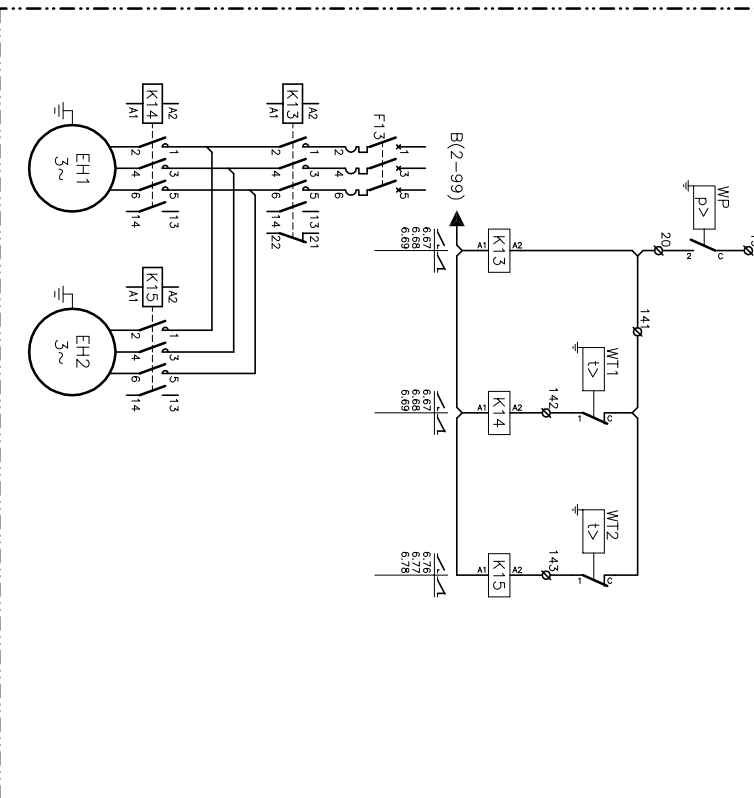 WP
p>
2
C
20
141
WT1
t>
1
C
142
WT2
t>
1
C
143
B(2-99)
A1
K13
A2
A1
K14
A2
A1
K15
A2
6.67
6.68
6.69
6.67
6.68
6.69
6.76
6.77
6.78
F13
1
3
5
2
4
6
A2
K13
A1
1
3
5
13
21
2
4
6
14
22
A2
K14
A1
1
3
5
13
2
4
6
14
EH1
3~
A2
K15
A1
1
3
5
13
2
4
6
14
EH2
3~